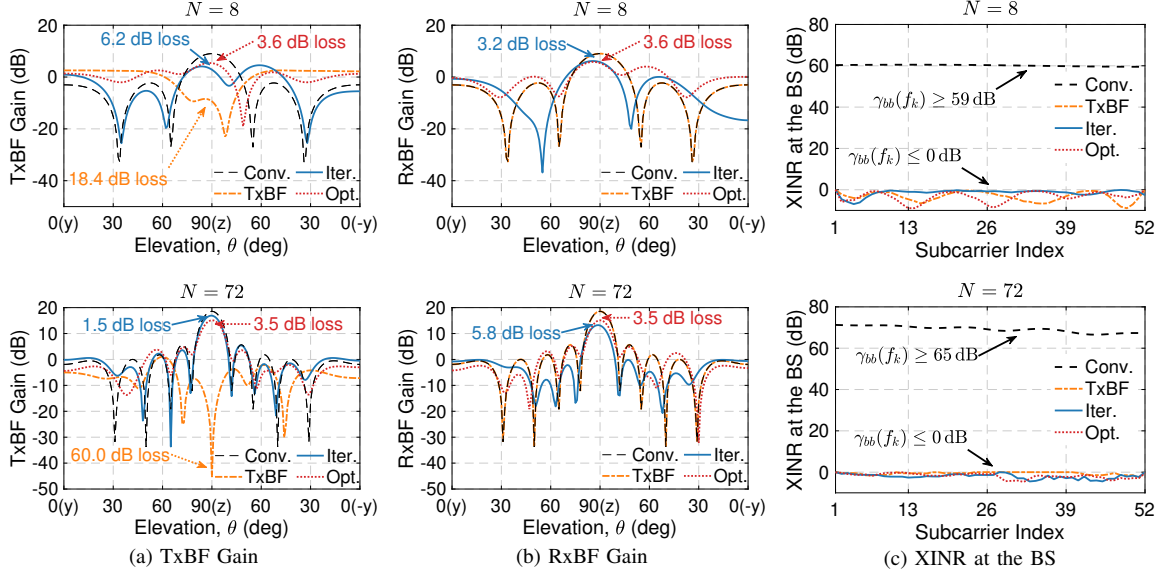 N = 8
TxBF Gain (dB)
20
0
-20
-40
6.2 dB loss
3.6 dB loss
18.4 dB loss
Conv.
Iter.
TxBF
Opt.
0(y)
30
60
90(z)
60
30
0(-y)
Elevation, θ (deg)
N = 8
RxBF Gain (dB)
20
0
-20
-40
3.2 dB loss
3.6 dB loss
Conv.
Iter.
TxBF
Opt.
0(y)
30
60
90(z)
60
30
0(-y)
Elevation, θ (deg)
N = 8
XINR at the BS (dB)
80
60
40
20
0
γbb(fk) ≥ 59 dB
γbb(fk) ≤ 0 dB
Conv.
TxBF
Iter.
Opt.
1
13
26
39
52
Subcarrier Index
N = 72
TxBF Gain (dB)
20
10
0
-10
-20
-30
-40
-50
1.5 dB loss
3.5 dB loss
60.0 dB loss
Conv.
Iter.
TxBF
Opt.
0(y)
30
60
90(z)
60
30
0(-y)
Elevation, θ (deg)
(a) TxBF Gain
N = 72
RxBF Gain (dB)
20
10
0
-10
-20
-30
-40
-50
5.8 dB loss
3.5 dB loss
Conv.
Iter.
TxBF
Opt.
0(y)
30
60
90(z)
60
30
0(-y)
Elevation, θ (deg)
(b) RxBF Gain
N = 72
XINR at the BS (dB)
80
60
40
20
0
γbb(fk) ≥ 65 dB
γbb(fk) ≤ 0 dB
Conv.
TxBF
Iter.
Opt.
1
13
26
39
52
Subcarrier Index
(c) XINR at the BS